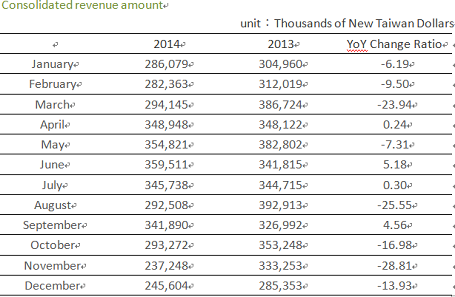 Consolidated revenue amount
unit：Thousands of New Taiwan Dollars
2014 2013 YoY Change Ratio
January 286,079 304,960 -6.19
February 282,363 312,019 -9.50
March 294,145 386,724 -23.94
April 348,948 348,122 0.24
May 354,821 382,802 -7.31
June 359,511 341,815 5.18
July 345,738 344,715 0.30
August 292,508 392,913 -25.55
September 341,890 326,992 4.56
October 293,272 353,248 -16.98
November 237,248 333,253 -28.81
December 245,604 285,353 -13.93